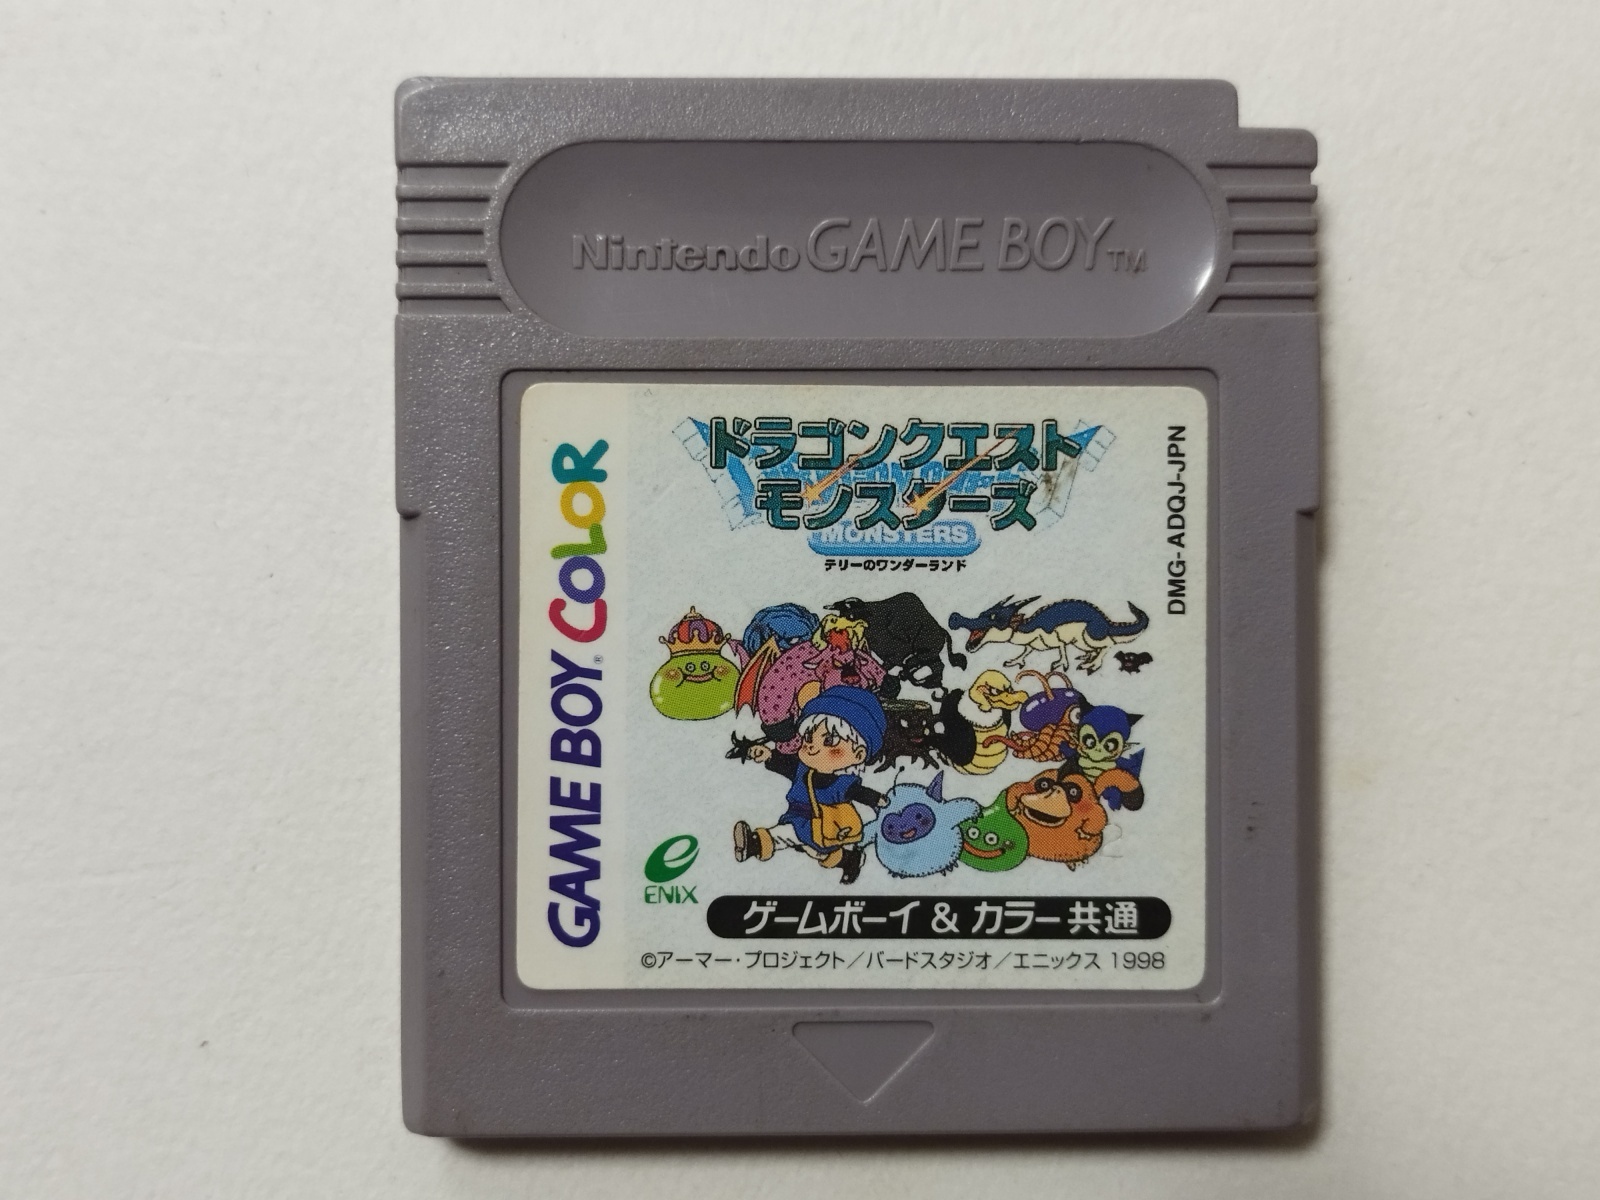 Nintendo GAME BOY™
GAME BOY COLOR
ドラゴンクエスト
モンスターズ
MONSTERS
テリーのワンダーランド
DMG-ADQJ-JPN
e
ENIX
ゲームボーイ & カラー共通
©アーマー・プロジェクト／バードスタジオ／エニックス 1998